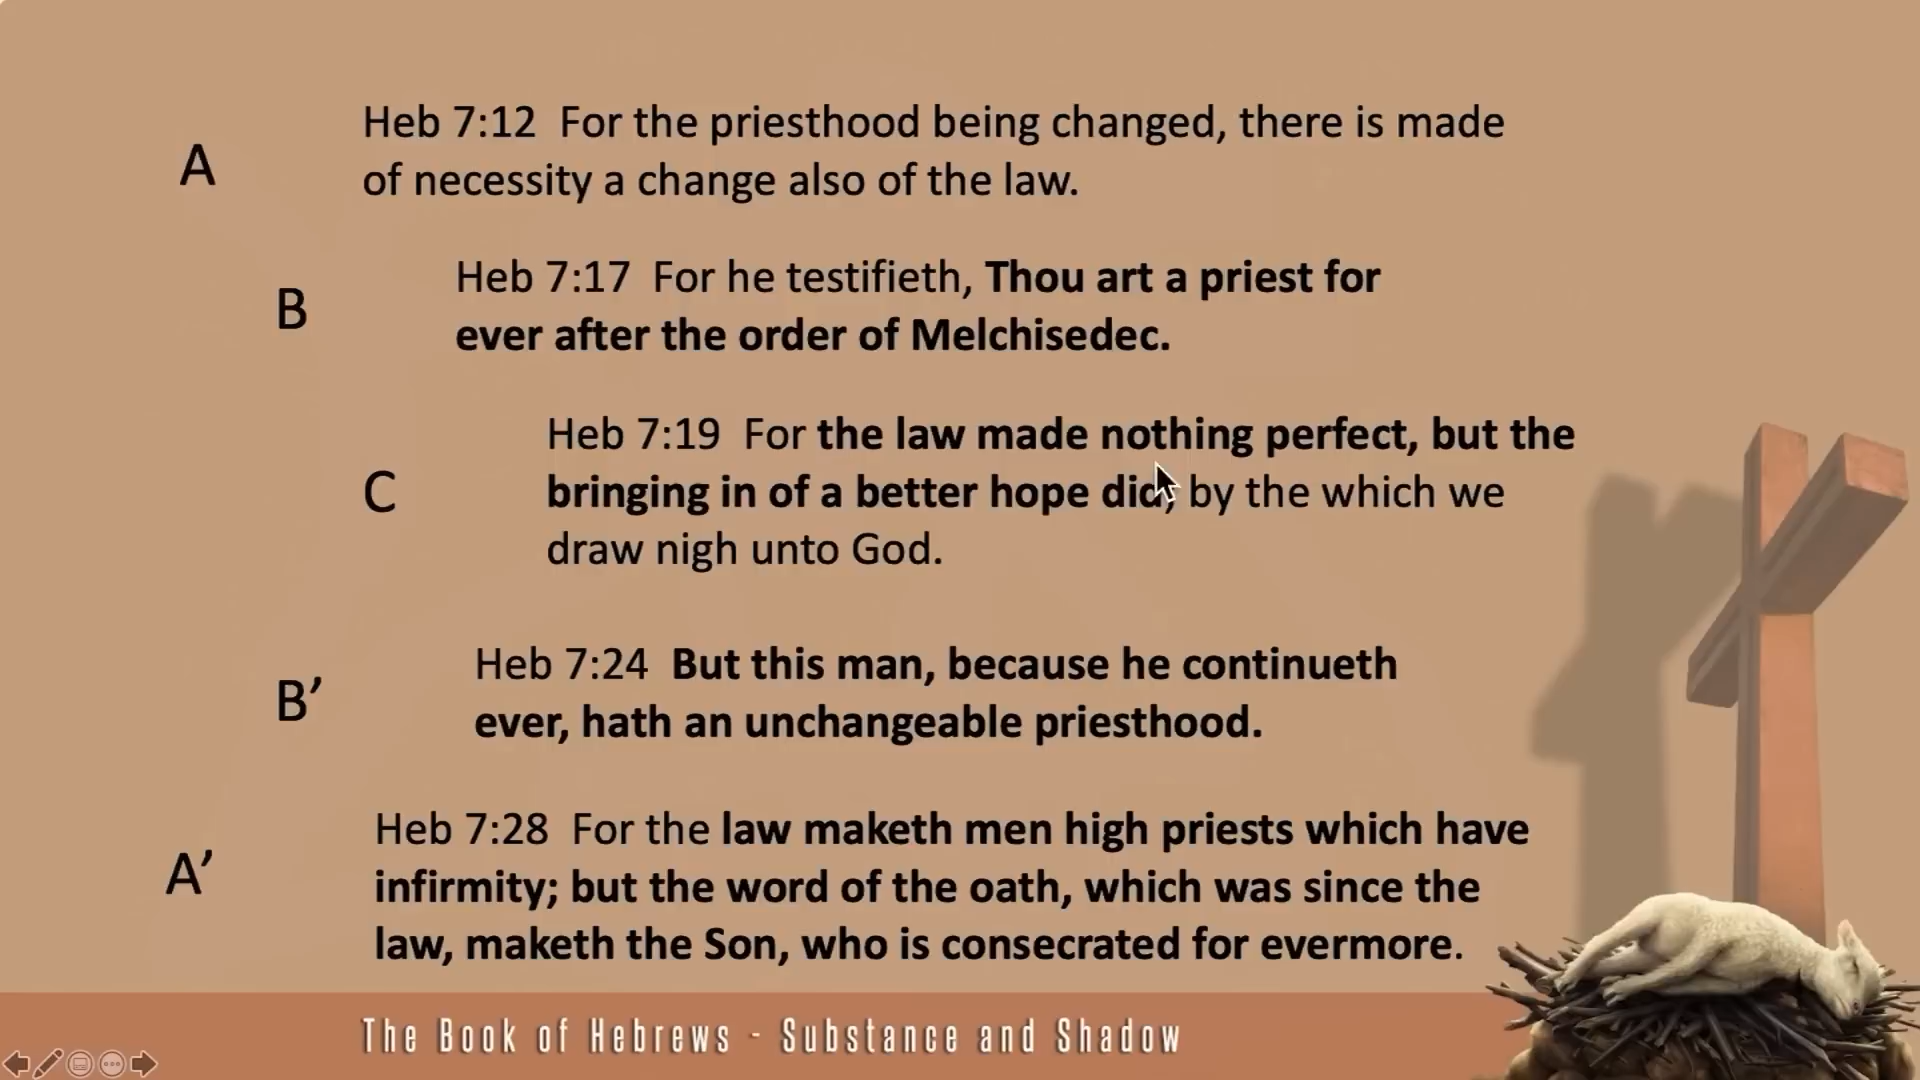 A
Heb 7:12  For the priesthood being changed, there is made
of necessity a change also of the law.
B
Heb 7:17  For he testifieth, Thou art a priest for
ever after the order of Melchisedec.
C
Heb 7:19  For the law made nothing perfect, but the
bringing in of a better hope did; by the which we
draw nigh unto God.
B’
Heb 7:24  But this man, because he continueth
ever, hath an unchangeable priesthood.
A’
Heb 7:28  For the law maketh men high priests which have
infirmity; but the word of the oath, which was since the
law, maketh the Son, who is consecrated for evermore.
The Book of Hebrews - Substance and Shadow